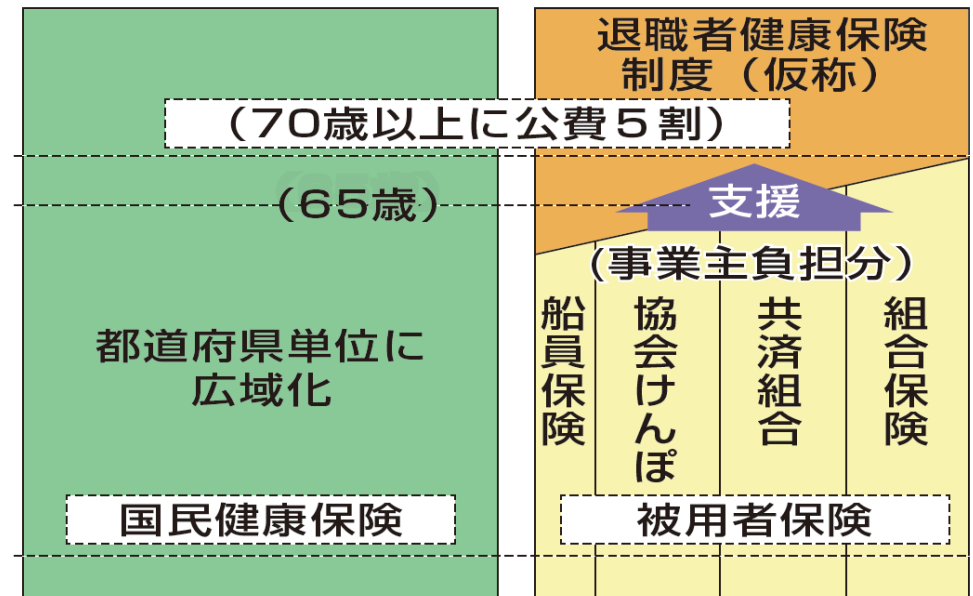 退職者健康保険
制度（仮称）
（70歳以上に公費５割）
（65歳）
支援
（事業主負担分）
都道府県単位に
広域化
船員保険
協会けんぽ
共済組合
組合保険
国民健康保険
被用者保険